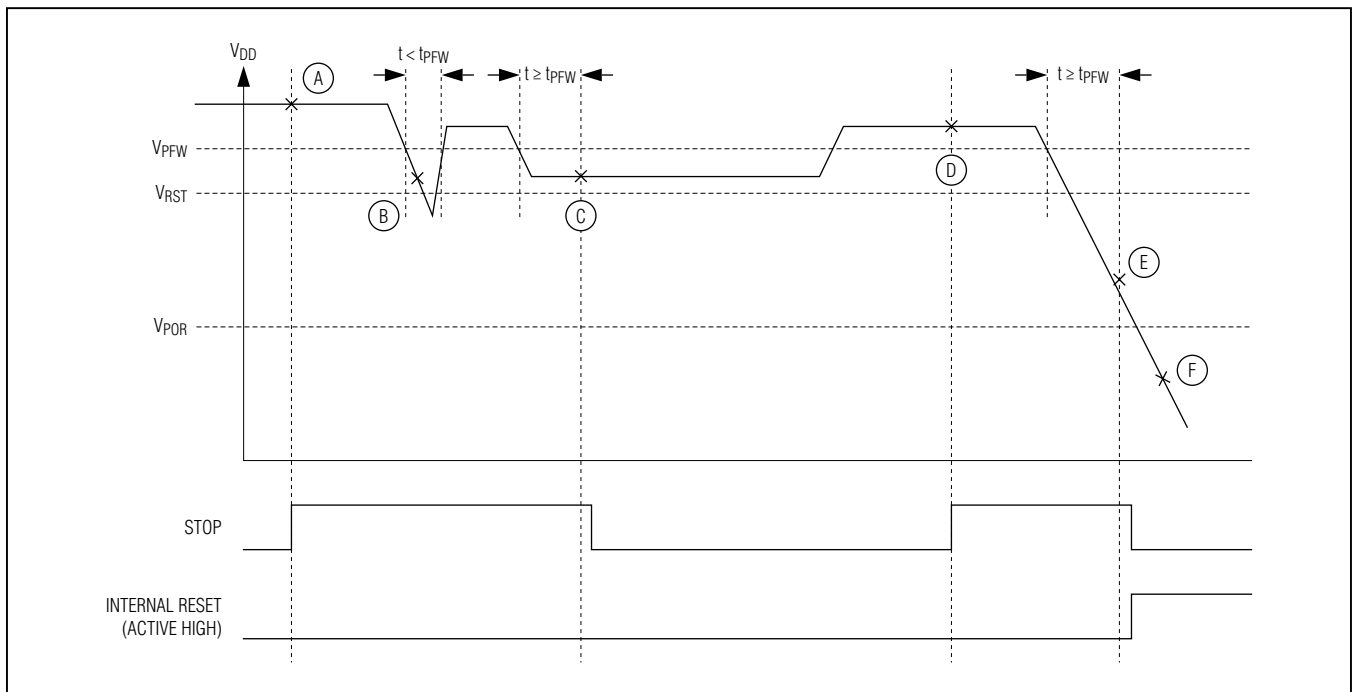 VDD
t < tPFW
t ≥ tPFW
t ≥ tPFW
A
VPFW
D
VRST
B
C
E
VPOR
F
STOP
INTERNAL RESET
(ACTIVE HIGH)